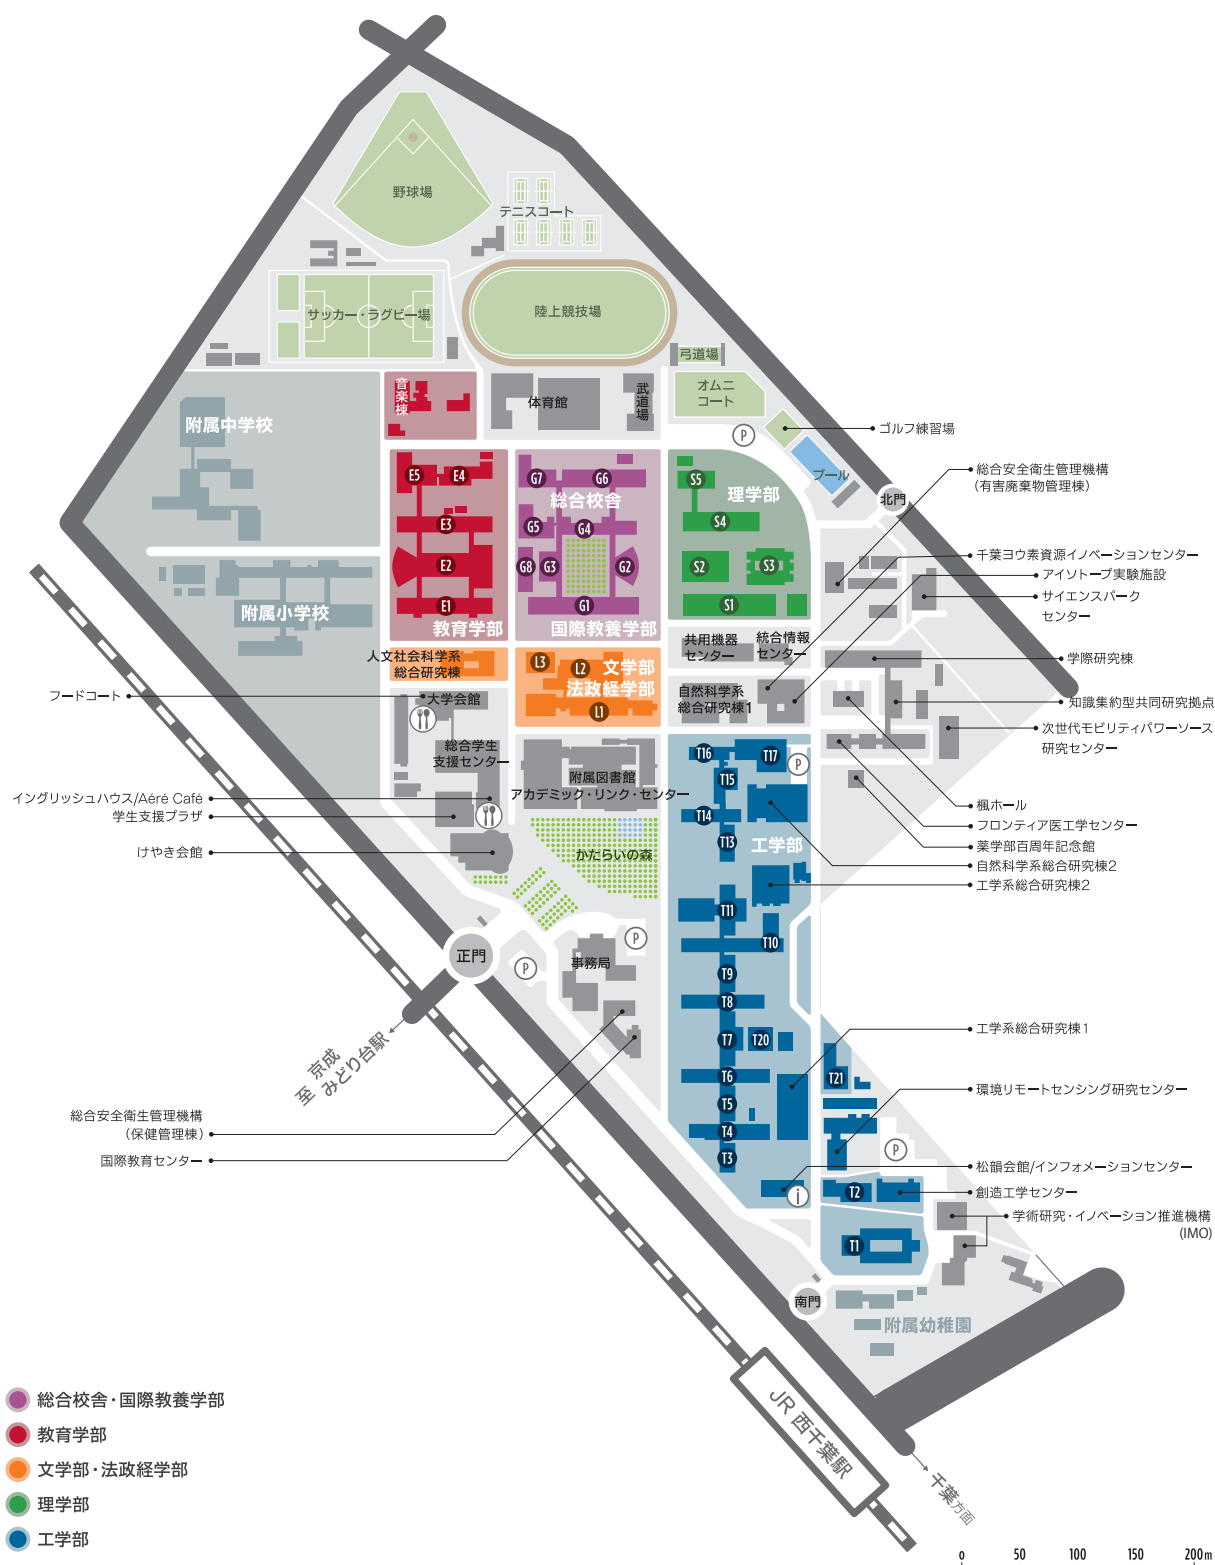 野球場
テニスコート
サッカー・ラグビー場
陸上競技場
弓道場
オムニ
コート
音楽棟
体育館
武道場
附属中学校
P
ゴルフ練習場
プール
北門
総合安全衛生管理機構
(有害廃棄物管理棟)
E5
E4
E3
E2
E1
教育学部
G7
G6
総合校舎
G5
G4
G8
G3
G2
G1
国際教養学部
S5
理学部
S4
S2
S3
S1
千葉ヨウ素資源イノベーションセンター
アイソトープ実験施設
サイエンスパーク
センター
附属小学校
人文社会科学系
総合研究棟
L3
L2
文学部
法政経学部
L1
共用機器
センター
統合情報
センター
学際研究棟
フードコート
大学会館
自然科学系
総合研究棟1
知識集約型共同研究拠点
次世代モビリティパワーソース
研究センター
総合学生
支援センター
附属図書館
アカデミック・リンク・センター
T16
T17
P
T15
イングリッシュハウス/Aéré Café
学生支援プラザ
けやき会館
かたらいの森
T14
T13
工学部
楓ホール
フロンティア医工学センター
薬学部百周年記念館
自然科学系総合研究棟2
工学系総合研究棟2
T11
T10
正門
P
P
事務局
T9
T8
T7
T20
工学系総合研究棟1
至 京成
みどり台駅
T6
T21
T5
環境リモートセンシング研究センター
総合安全衛生管理機構
(保健管理棟)
国際教育センター
T4
T3
P
松韻会館/インフォメーションセンター
i
T2
創造工学センター
学術研究・イノベーション推進機構
(IMO)
T1
南門
附属幼稚園
JR 西千葉駅
千葉方面
総合校舎・国際教養学部
教育学部
文学部・法政経学部
理学部
工学部
0 50 100 150 200m